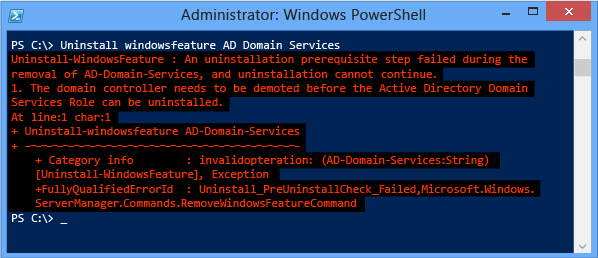 Administrator: Windows PowerShell
PS C:\> Uninstall windowsfeature AD Domain Services
Uninstall-WindowsFeature : An uninstallation prerequisite step failed during the
removal of AD-Domain-Services, and uninstallation cannot continue.
1. The domain controller needs to be demoted before the Active Directory Domain
Services Role can be uninstalled.
At line:1 char:1
+ Uninstall-windowsfeature AD-Domain-Services
+ ~~~~~~~~~~~~~~~~~~~~~~~~~~~~~~~~~~~
+ Category info : invalidopteration: (AD-Domain-Services:String)
[Uninstall-WindowsFeature], Exception
+FullyQualifiedErrorId : Uninstall_PreUninstallCheck_Failed,Microsoft.Windows.
ServerManager.Commands.RemoveWindowsFeatureCommand
PS C:\> _